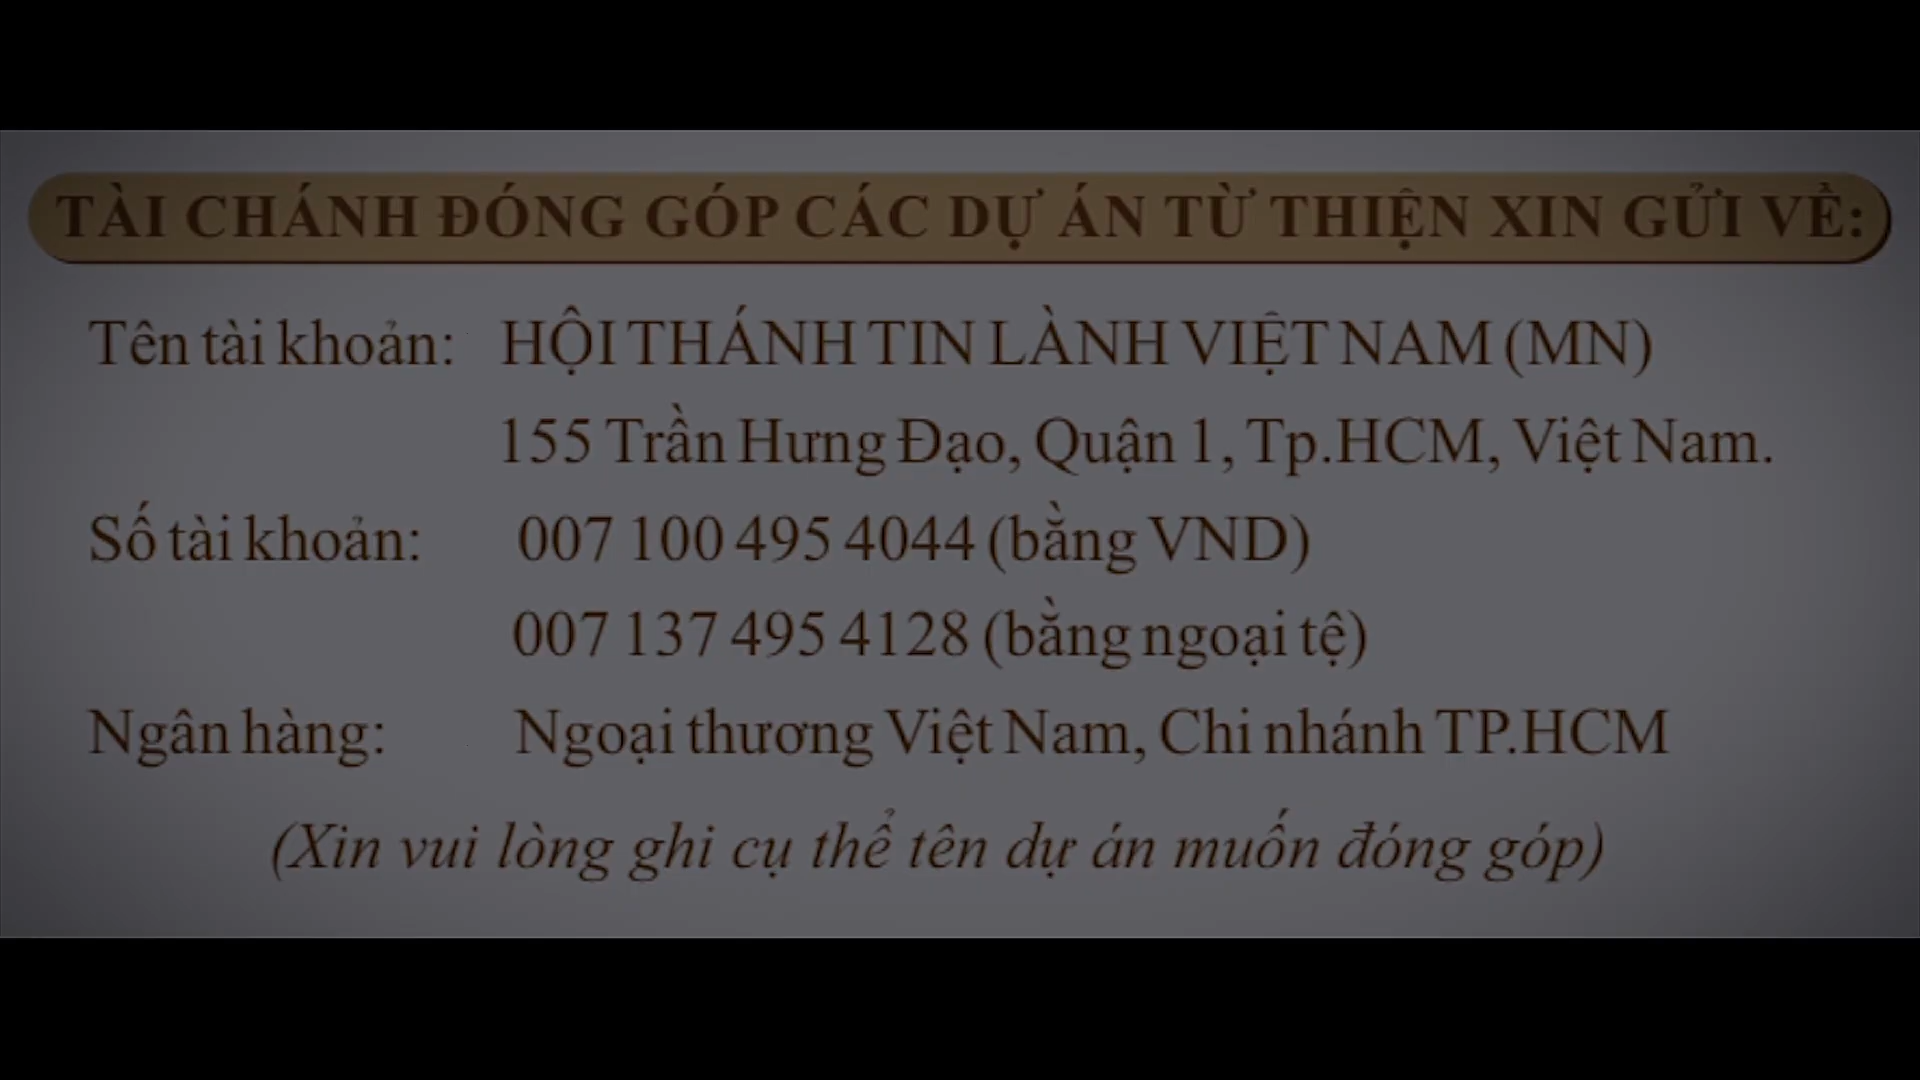 TÀI CHÁNH ĐÓNG GÓP CÁC DỰ ÁN TỪ THIỆN XIN GỬI VỀ:
Tên tài khoản: HỘI THÁNH TIN LÀNH VIỆT NAM (MN)
155 Trần Hưng Đạo, Quận 1, Tp.HCM, Việt Nam.
Số tài khoản: 007 100 495 4044 (bằng VND)
007 137 495 4128 (bằng ngoại tệ)
Ngân hàng: Ngoại thương Việt Nam, Chi nhánh TP.HCM
(Xin vui lòng ghi cụ thể tên dự án muốn đóng góp)